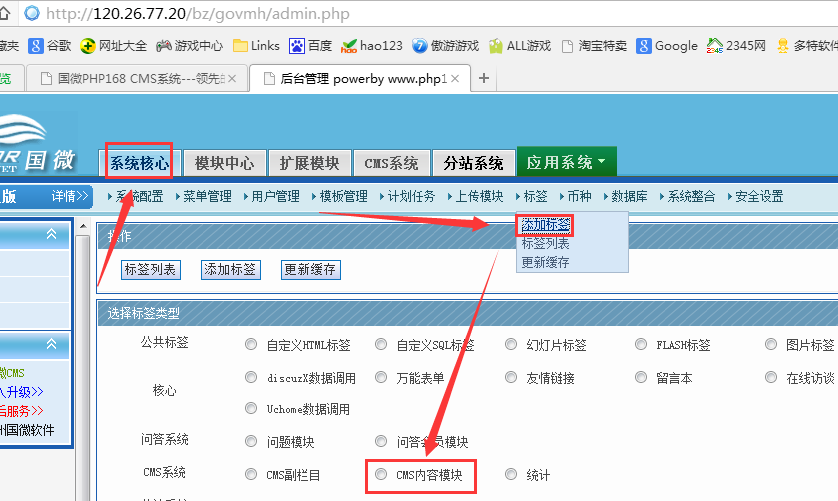 http://120.26.77.20/bz/govmh/admin.php
藏夹 谷歌 网址大全 游戏中心 Links 百度 hao123 傲游游戏 ALL游戏 淘宝特卖 Google 2345网 多特软件
览 国微PHP168 CMS系统---领先的 后台管理 powerby www.php1
国微
系统核心 模块中心 扩展模块 CMS系统 分站系统 应用系统
版 详情>> 系统配置 菜单管理 用户管理 模板管理 计划任务 上传模块 标签 币种 数据库 系统整合 安全设置
添加标签
标签列表
更新缓存
操作
标签列表 添加标签 更新缓存
选择标签类型
公共标签 自定义HTML标签 自定义SQL标签 幻灯片标签 FLASH标签 图片标签
核心 discuzX数据调用 万能表单 友情链接 留言本 在线访谈
Uchome数据调用
问答系统 问题模块 问答会员模块
CMS系统 CMS副栏目 CMS内容模块 统计
微CMS
人升级>>
后服务>>
州国微软件